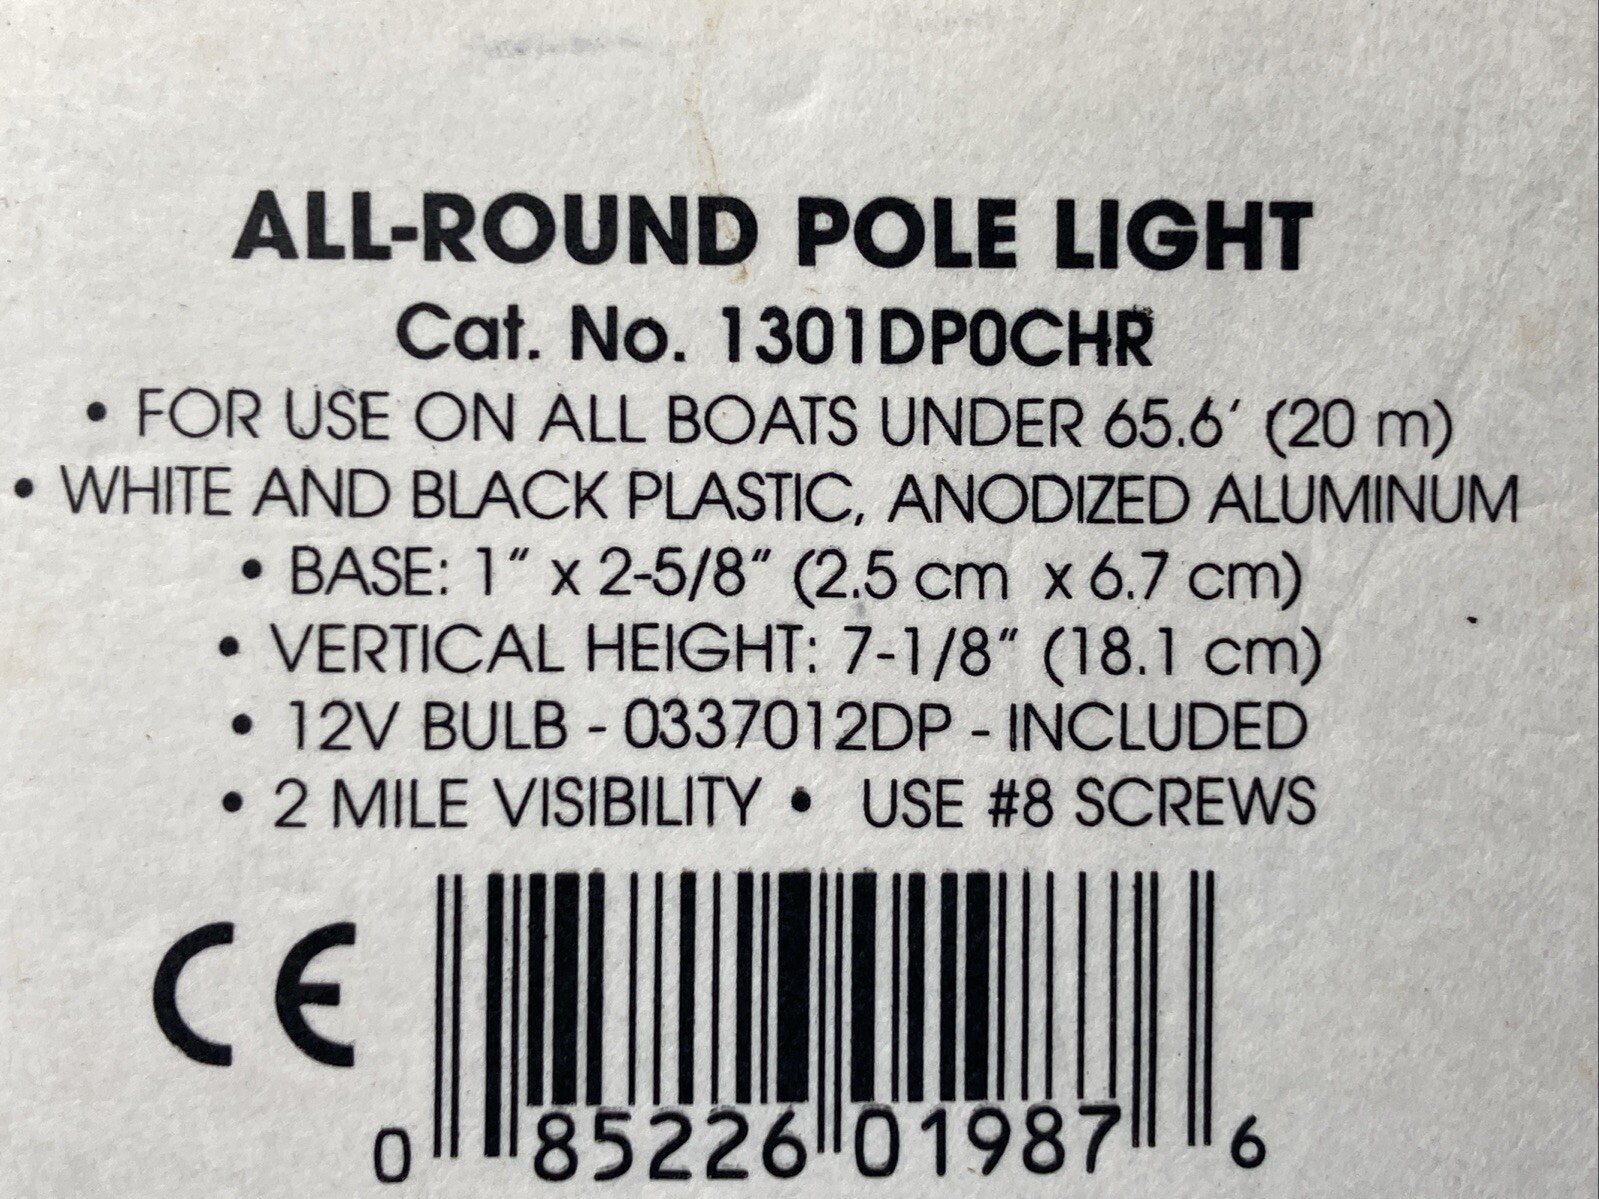 ALL-ROUND POLE LIGHT
Cat. No. 1301DP0CHR
• FOR USE ON ALL BOATS UNDER 65.6' (20 m)
• WHITE AND BLACK PLASTIC, ANODIZED ALUMINUM
• BASE: 1" x 2-5/8" (2.5 cm x 6.7 cm)
• VERTICAL HEIGHT: 7-1/8" (18.1 cm)
• 12V BULB - 0337012DP - INCLUDED
• 2 MILE VISIBILITY • USE #8 SCREWS
CE
0 85226 01987 6